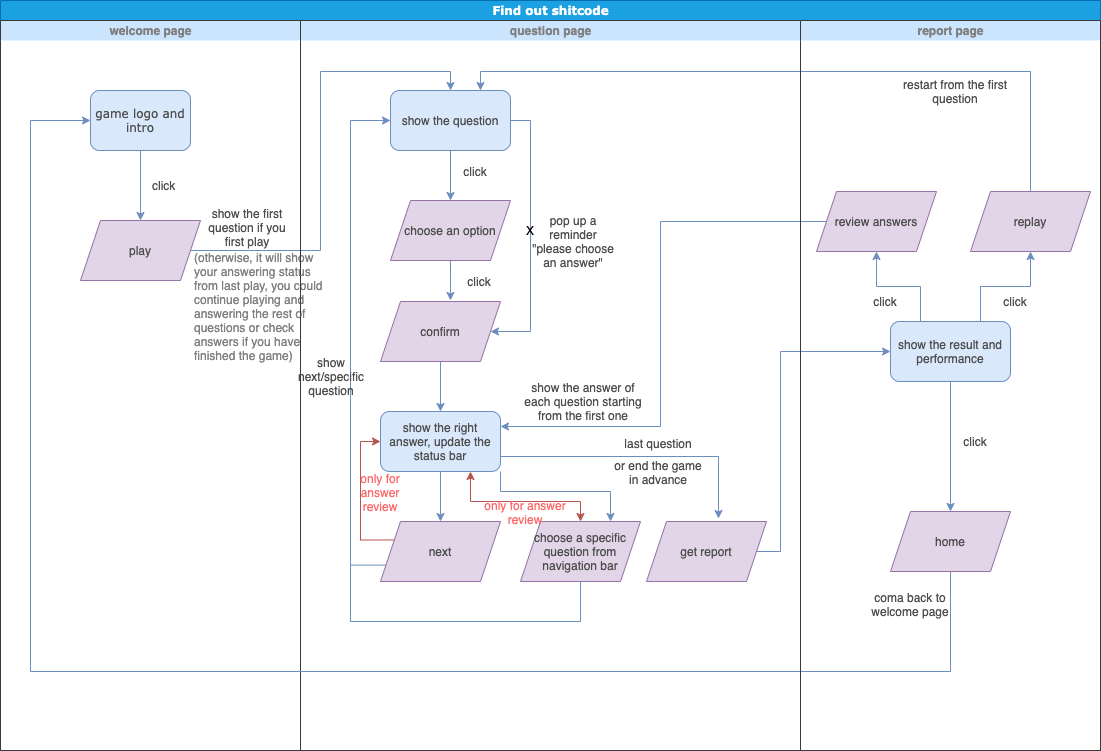 Find out shitcode
welcome page
question page
report page
game logo and
intro
click
play
show the first
question if you
first play
(otherwise, it will show
your answering status
from last play, you could
continue playing and
answering the rest of
questions or check
answers if you have
finished the game)
show the question
click
choose an option
click
confirm
X
pop up a
reminder
"please choose
an answer"
show
next/specific
question
show the answer of
each question starting
from the first one
show the right
answer, update the
status bar
last question
or end the game
in advance
only for
answer
review
only for answer
review
next
choose a specific
question from
navigation bar
get report
restart from the first
question
review answers
replay
click
click
show the result and
performance
click
home
coma back to
welcome page